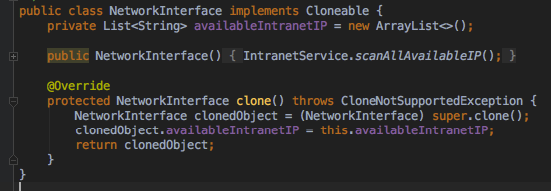 public class NetworkInterface implements Cloneable {
private List<String> availableIntranetIP = new ArrayList<>();
public NetworkInterface() { IntranetService.scanAllAvailableIP(); }
@Override
protected NetworkInterface clone() throws CloneNotSupportedException {
NetworkInterface clonedObject = (NetworkInterface) super.clone();
clonedObject.availableIntranetIP = this.availableIntranetIP;
return clonedObject;
}
}